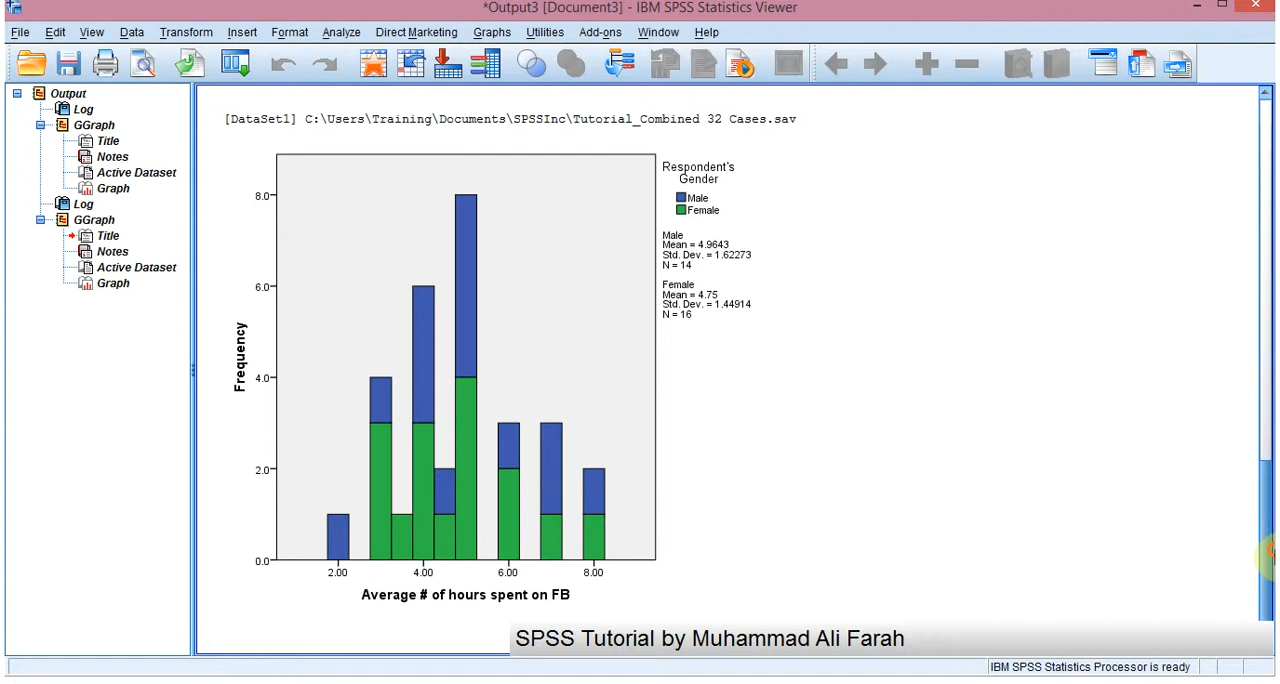 *Output3 [Document3] - IBM SPSS Statistics Viewer
File Edit View Data Transform Insert Format Analyze Direct Marketing Graphs Utilities Add-ons Window Help
Output
Log
GGraph
Title
Notes
Active Dataset
Graph
Log
GGraph
Title
Notes
Active Dataset
Graph
[DataSet1] C:\Users\Training\Documents\SPSSInc\Tutorial_Combined 32 Cases.sav
Respondent's
Gender
Male
Female
Male
Mean = 4.9643
Std. Dev. = 1.62273
N = 14
Female
Mean = 4.75
Std. Dev. = 1.44914
N = 16
Frequency
8.0
6.0
4.0
2.0
0.0
2.00 4.00 6.00 8.00
Average # of hours spent on FB
SPSS Tutorial by Muhammad Ali Farah
IBM SPSS Statistics Processor is ready